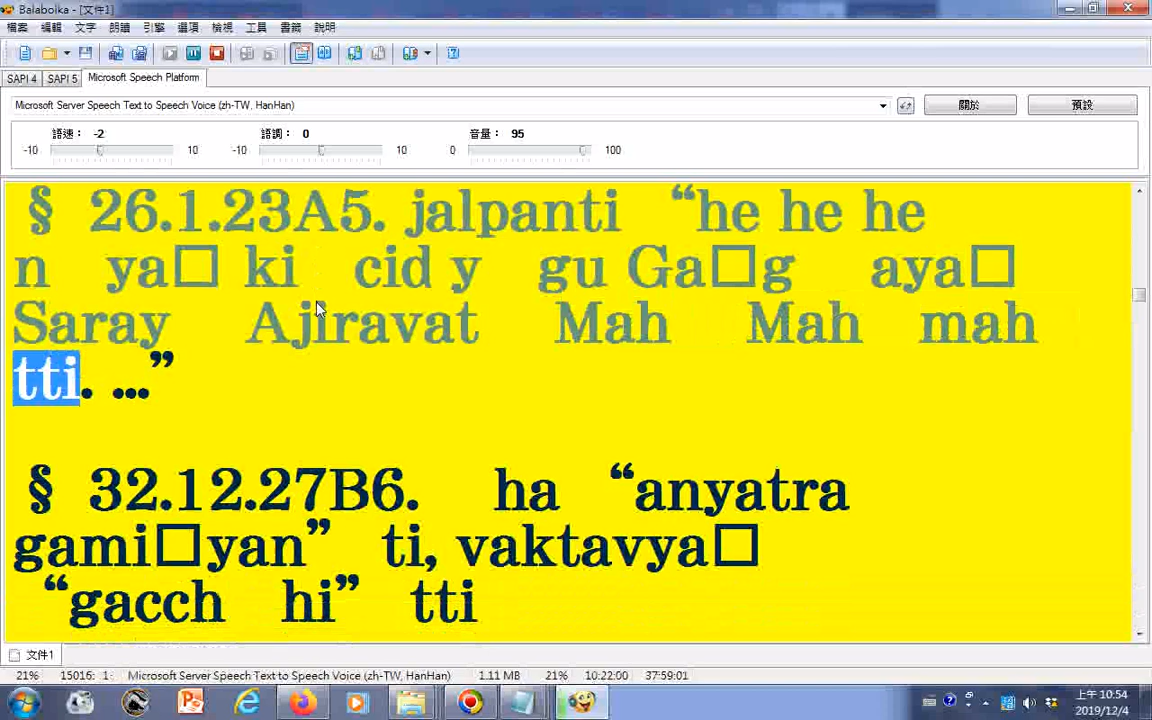 Balabolka - [文件1]
檔案 編輯 文字 朗讀 引擎 選項 檢視 工具 書籤 說明
SAPI 4 SAPI 5 Microsoft Speech Platform
Microsoft Server Speech Text to Speech Voice (zh-TW, HanHan) 關於 預設
語速： -2 語調： 0 音量： 95
-10 10 -10 10 0 100
§ 26.1.23A5. jalpanti “he he he
n ya□ ki cid y gu Ga□g aya□
Saray Ajiravat Mah Mah mah
tti. ...”
§ 32.12.27B6. ha “anyatra
gami□yan” ti, vaktavya□
“gacch hi” tti
文件1
21% 15016: 1: Microsoft Server Speech Text to Speech Voice (zh-TW, HanHan) 1.11 MB 21% 10:22:00 37:59:01
上午 10:54
2019/12/4